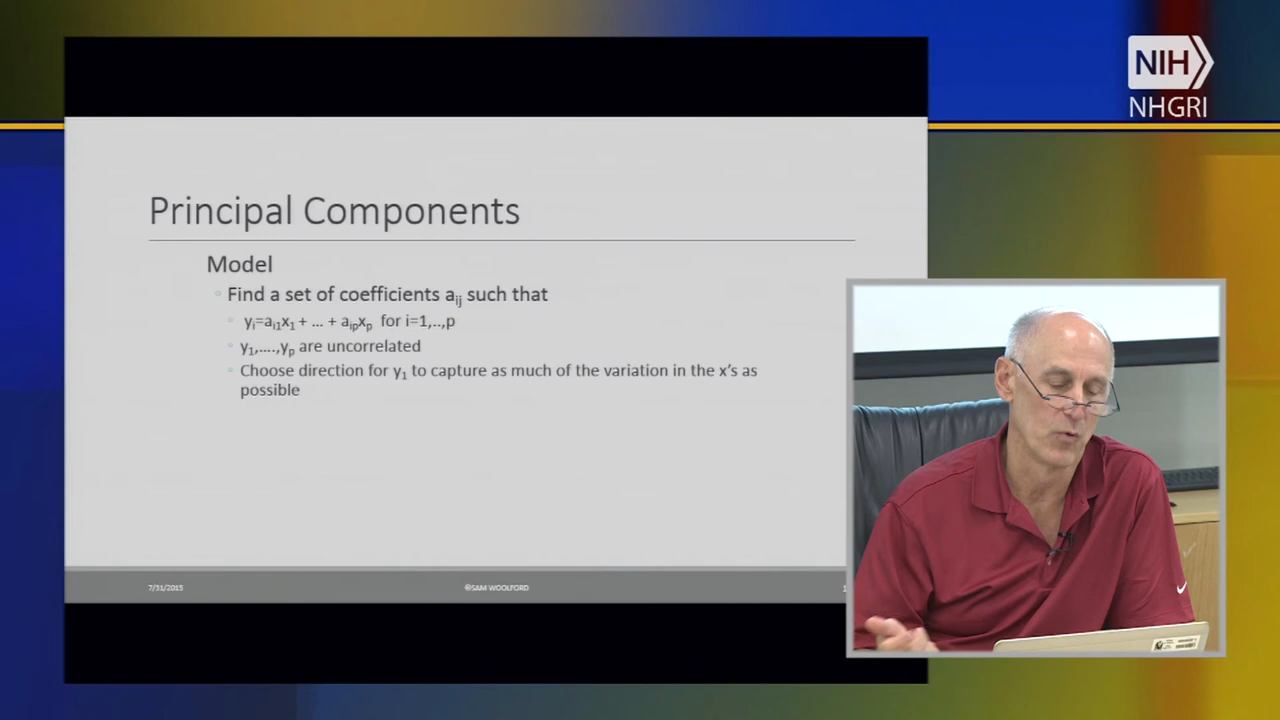 NIH
NHGRI
Principal Components
Model
Find a set of coefficients aij such that
yi=ai1x1 + ... + aipxp for i=1,..,p
y1,....,yp are uncorrelated
Choose direction for y1 to capture as much of the variation in the x's as
possible
7/31/2015
©SAM WOOLFORD